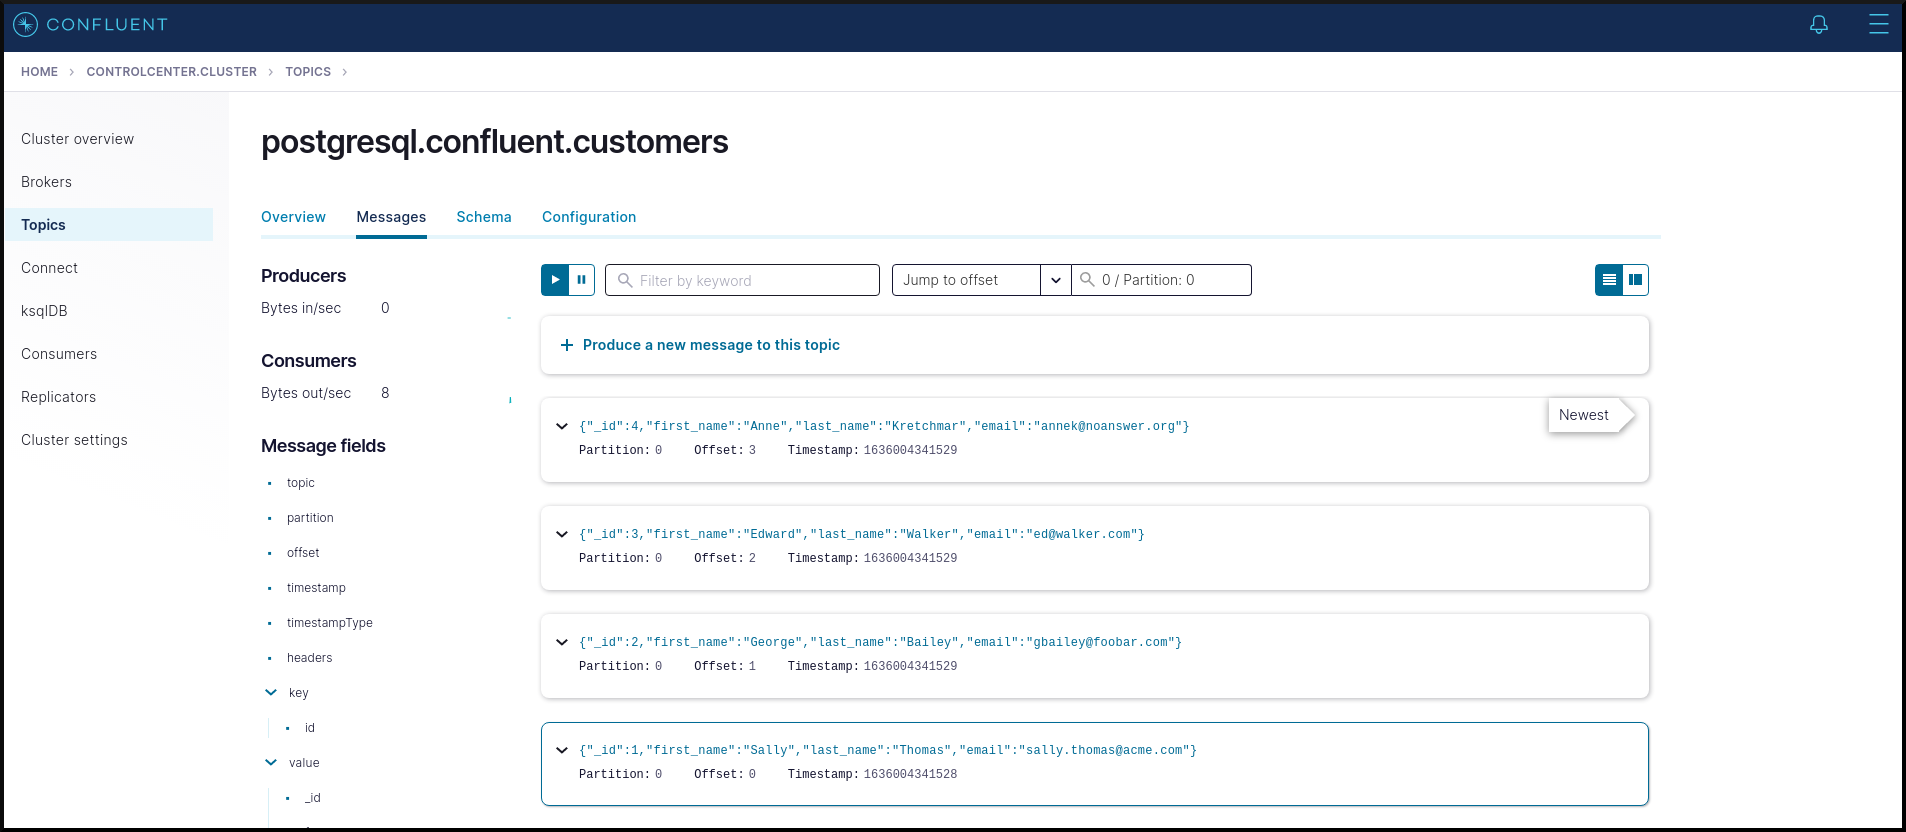 CONFLUENT
HOME > CONTROLCENTER.CLUSTER > TOPICS >
Cluster overview
Brokers
Topics
Connect
ksqlDB
Consumers
Replicators
Cluster settings
postgresql.confluent.customers
Overview Messages Schema Configuration
Producers
Bytes in/sec 0
Consumers
Bytes out/sec 8
Message fields
topic
partition
offset
timestamp
timestampType
headers
key
id
value
_id
Filter by keyword
Jump to offset
0 / Partition: 0
+ Produce a new message to this topic
Newest
{"_id":4,"first_name":"Anne","last_name":"Kretchmar","email":"annek@noanswer.org"}
Partition: 0 Offset: 3 Timestamp: 1636004341529
{"_id":3,"first_name":"Edward","last_name":"Walker","email":"ed@walker.com"}
Partition: 0 Offset: 2 Timestamp: 1636004341529
{"_id":2,"first_name":"George","last_name":"Bailey","email":"gbailey@foobar.com"}
Partition: 0 Offset: 1 Timestamp: 1636004341529
{"_id":1,"first_name":"Sally","last_name":"Thomas","email":"sally.thomas@acme.com"}
Partition: 0 Offset: 0 Timestamp: 1636004341528